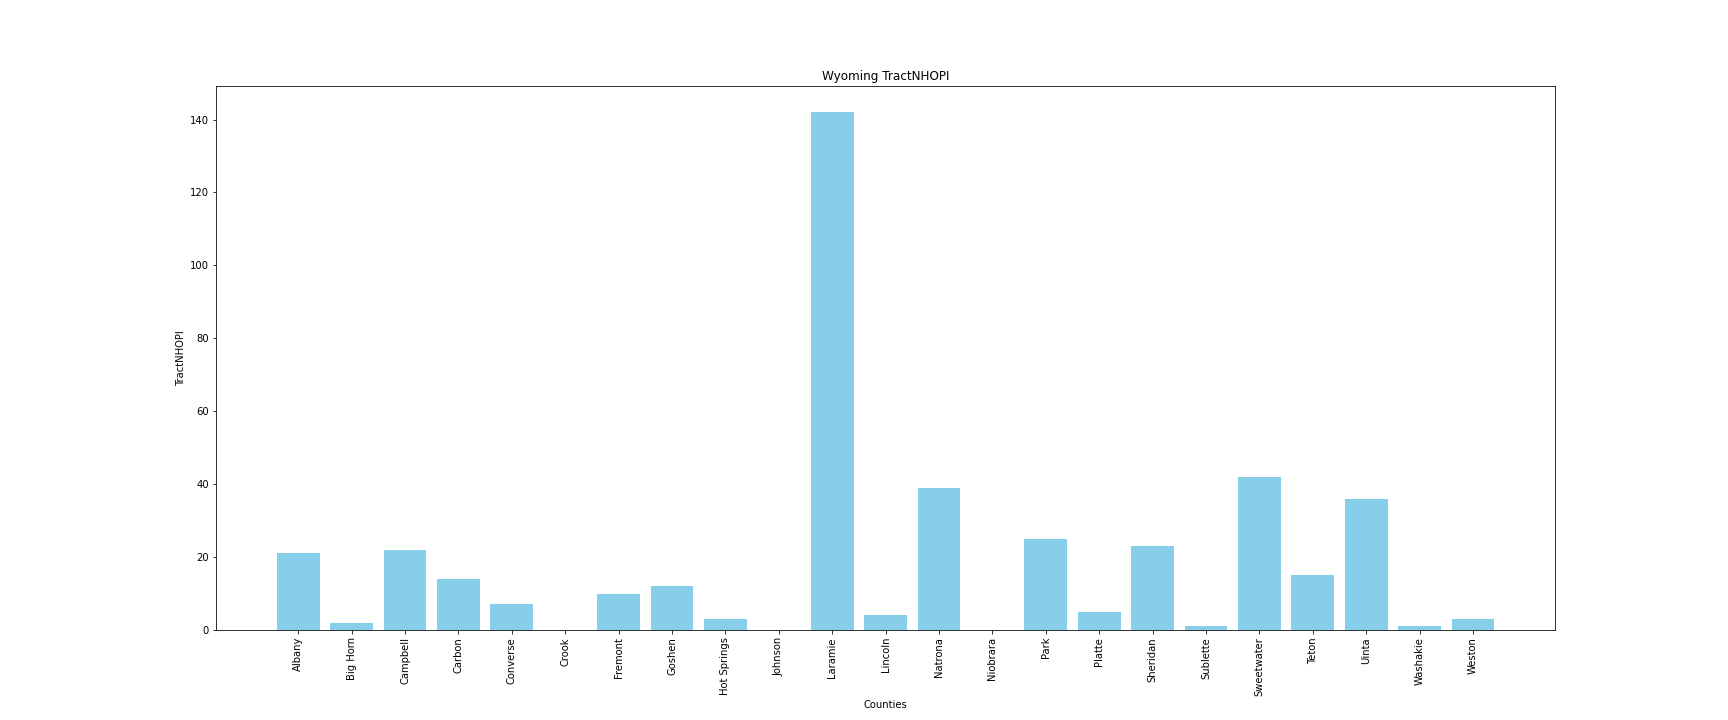 Wyoming TractNHOPI
140
120
100
80
60
40
20
0
TractNHOPI
Albany
Big Horn
Campbell
Carbon
Converse
Crook
Fremont
Goshen
Hot Springs
Johnson
Laramie
Lincoln
Natrona
Niobrara
Park
Platte
Sheridan
Sublette
Sweetwater
Teton
Uinta
Washakie
Weston
Counties